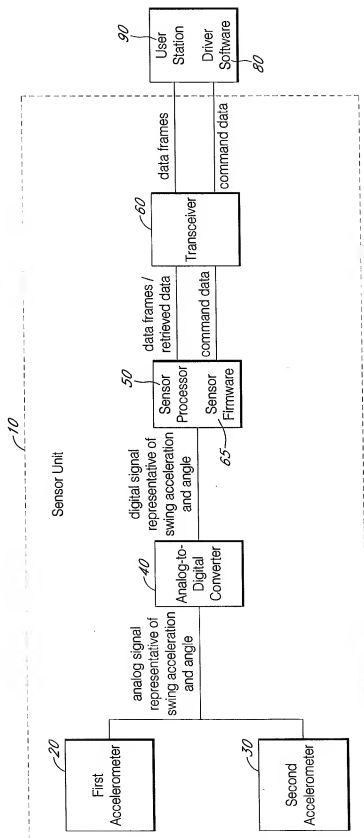 10
Sensor Unit
20
First
Accelerometer
30
Second
Accelerometer
analog signal
representative of
swing acceleration
and angle
40
Analog-to-
Digital
Converter
digital signal
representative of
swing acceleration
and angle
50
Sensor
Processor
Sensor
Firmware
65
data frames /
retrieved data
command data
60
Transceiver
data frames
command data
90
User
Station
Driver
Software
80